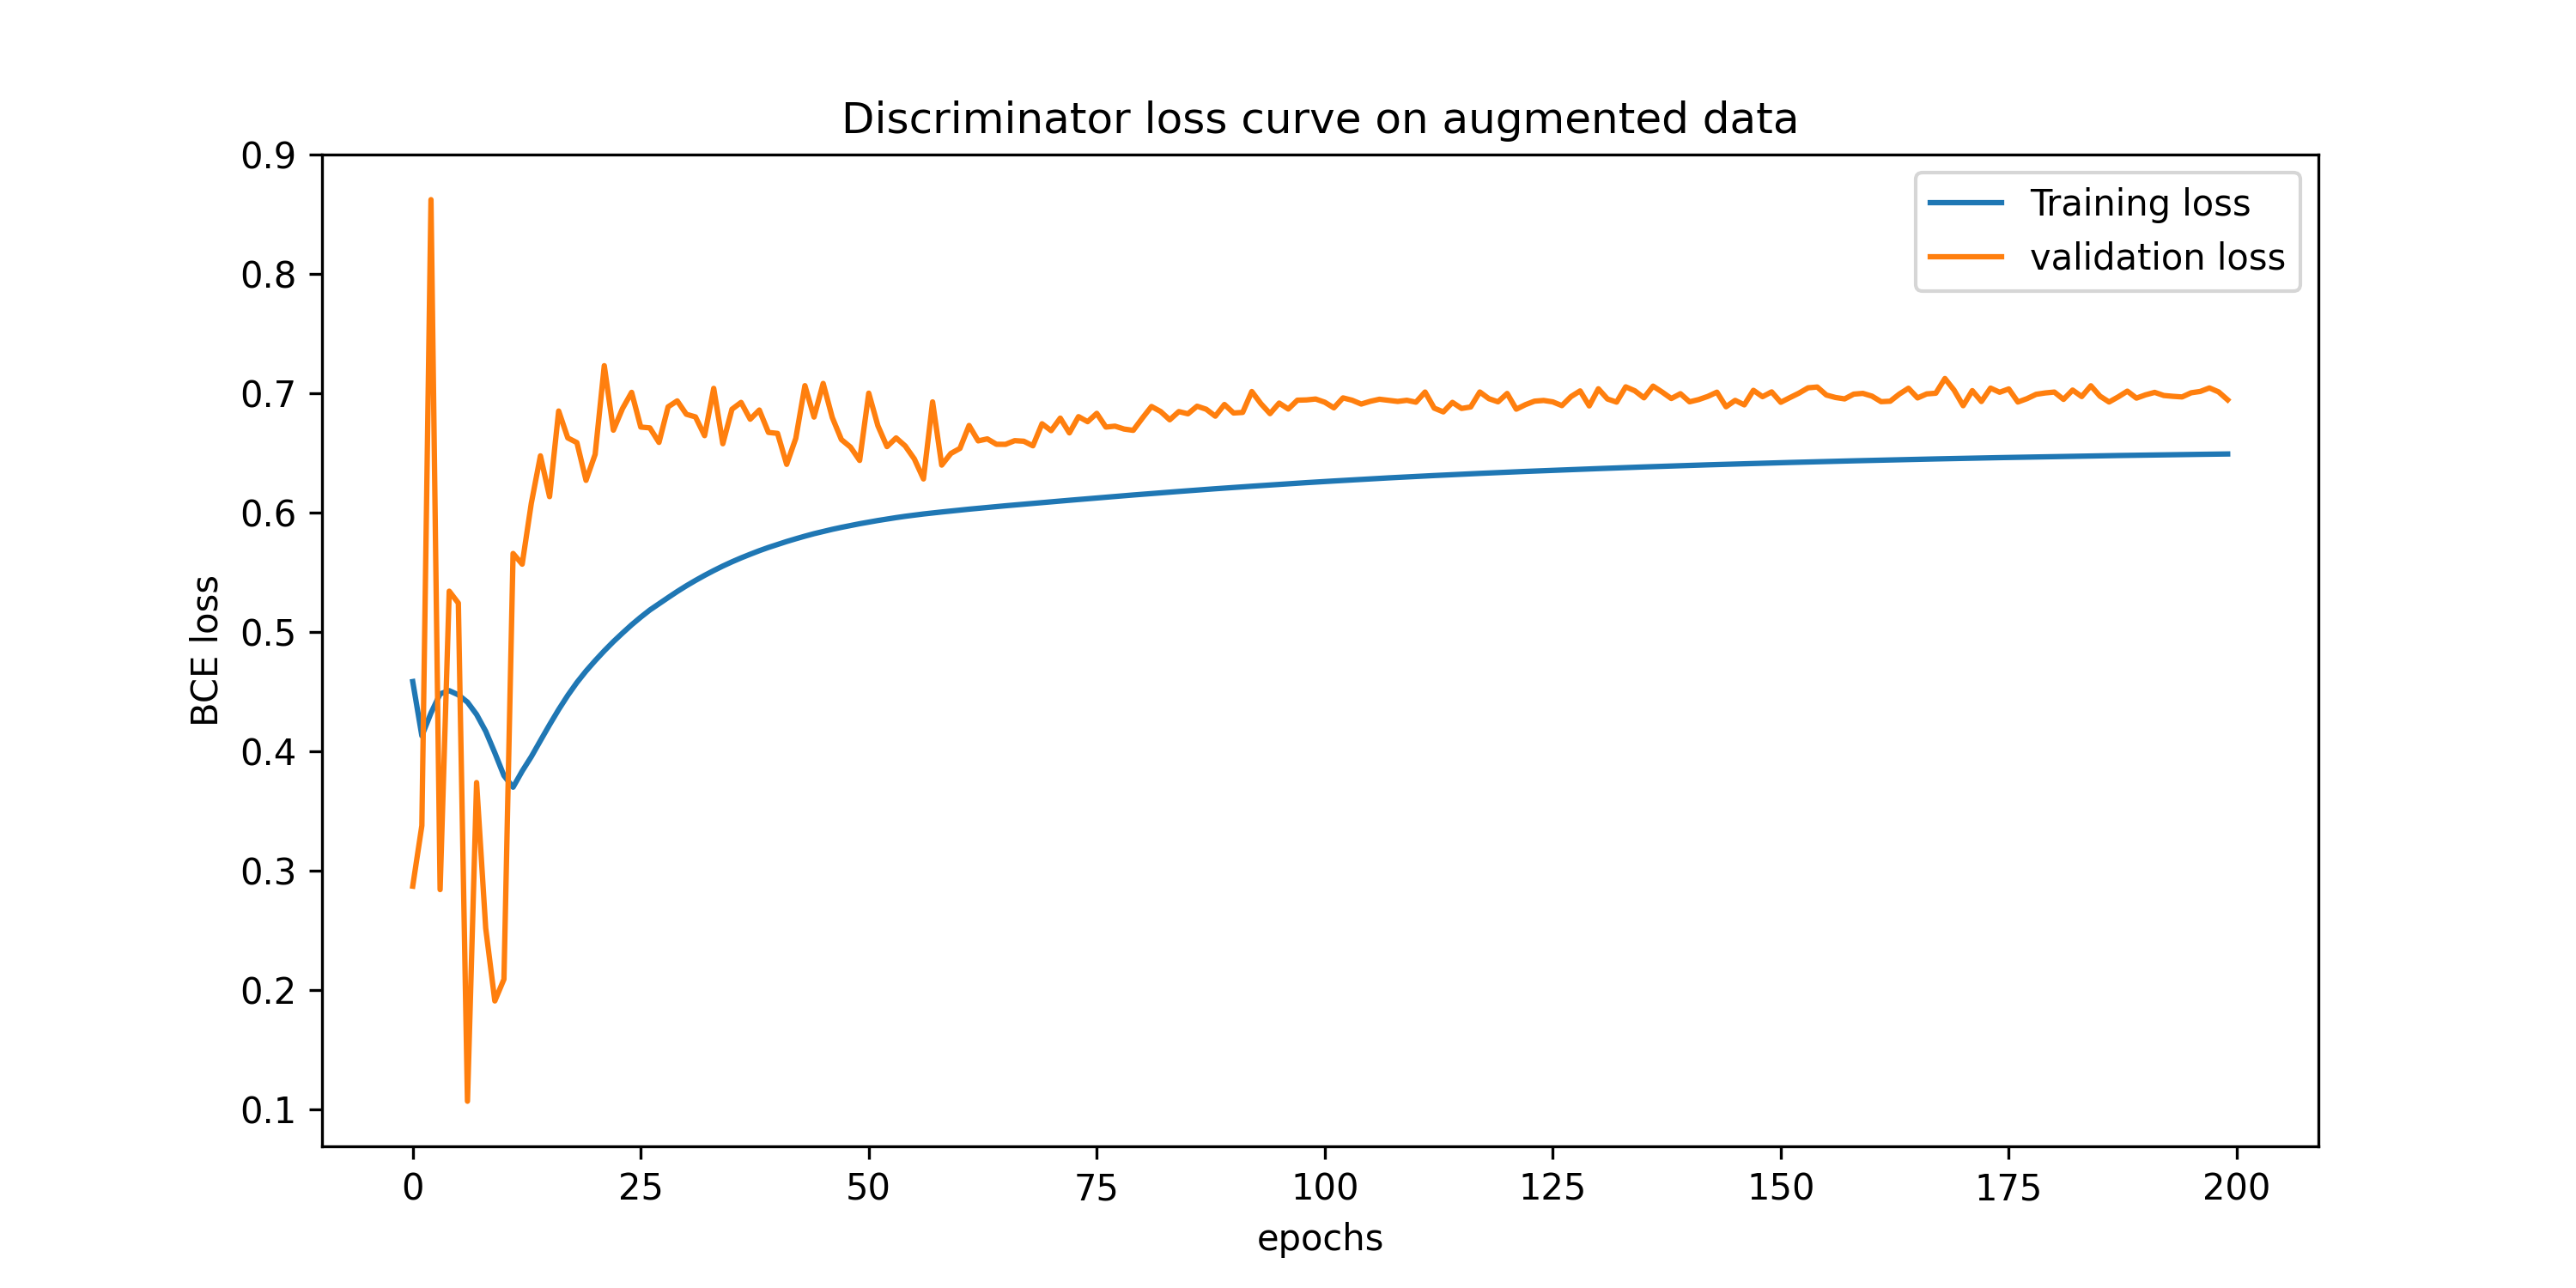 Discriminator loss curve on augmented data
0.9
0.8
0.7
0.6
0.5
0.4
0.3
0.2
0.1
BCE loss
Training loss
validation loss
0 25 50 75 100 125 150 175 200
epochs